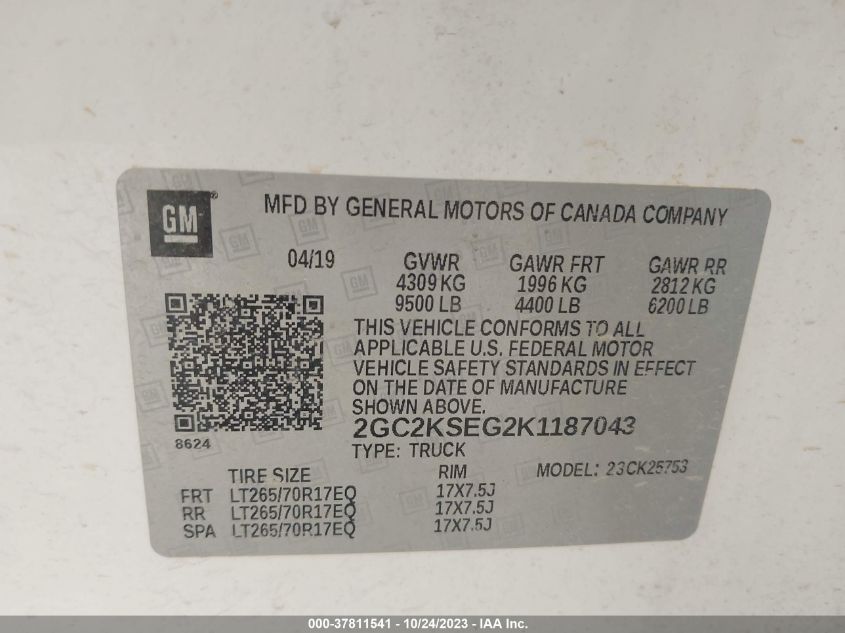 GM
MFD BY GENERAL MOTORS OF CANADA COMPANY
04/19 GVWR GAWR FRT GAWR RR
4309 KG 1996 KG 2812 KG
9500 LB 4400 LB 6200 LB
THIS VEHICLE CONFORMS TO ALL
APPLICABLE U.S. FEDERAL MOTOR
VEHICLE SAFETY STANDARDS IN EFFECT
ON THE DATE OF MANUFACTURE
SHOWN ABOVE.
8624
2GC2KSEG2K1187043
TYPE: TRUCK
TIRE SIZE RIM MODEL: 23CK25753
FRT LT265/70R17EQ 17X7.5J
RR LT265/70R17EQ 17X7.5J
SPA LT265/70R17EQ 17X7.5J
000-37811541 - 10/24/2023 - IAA Inc.